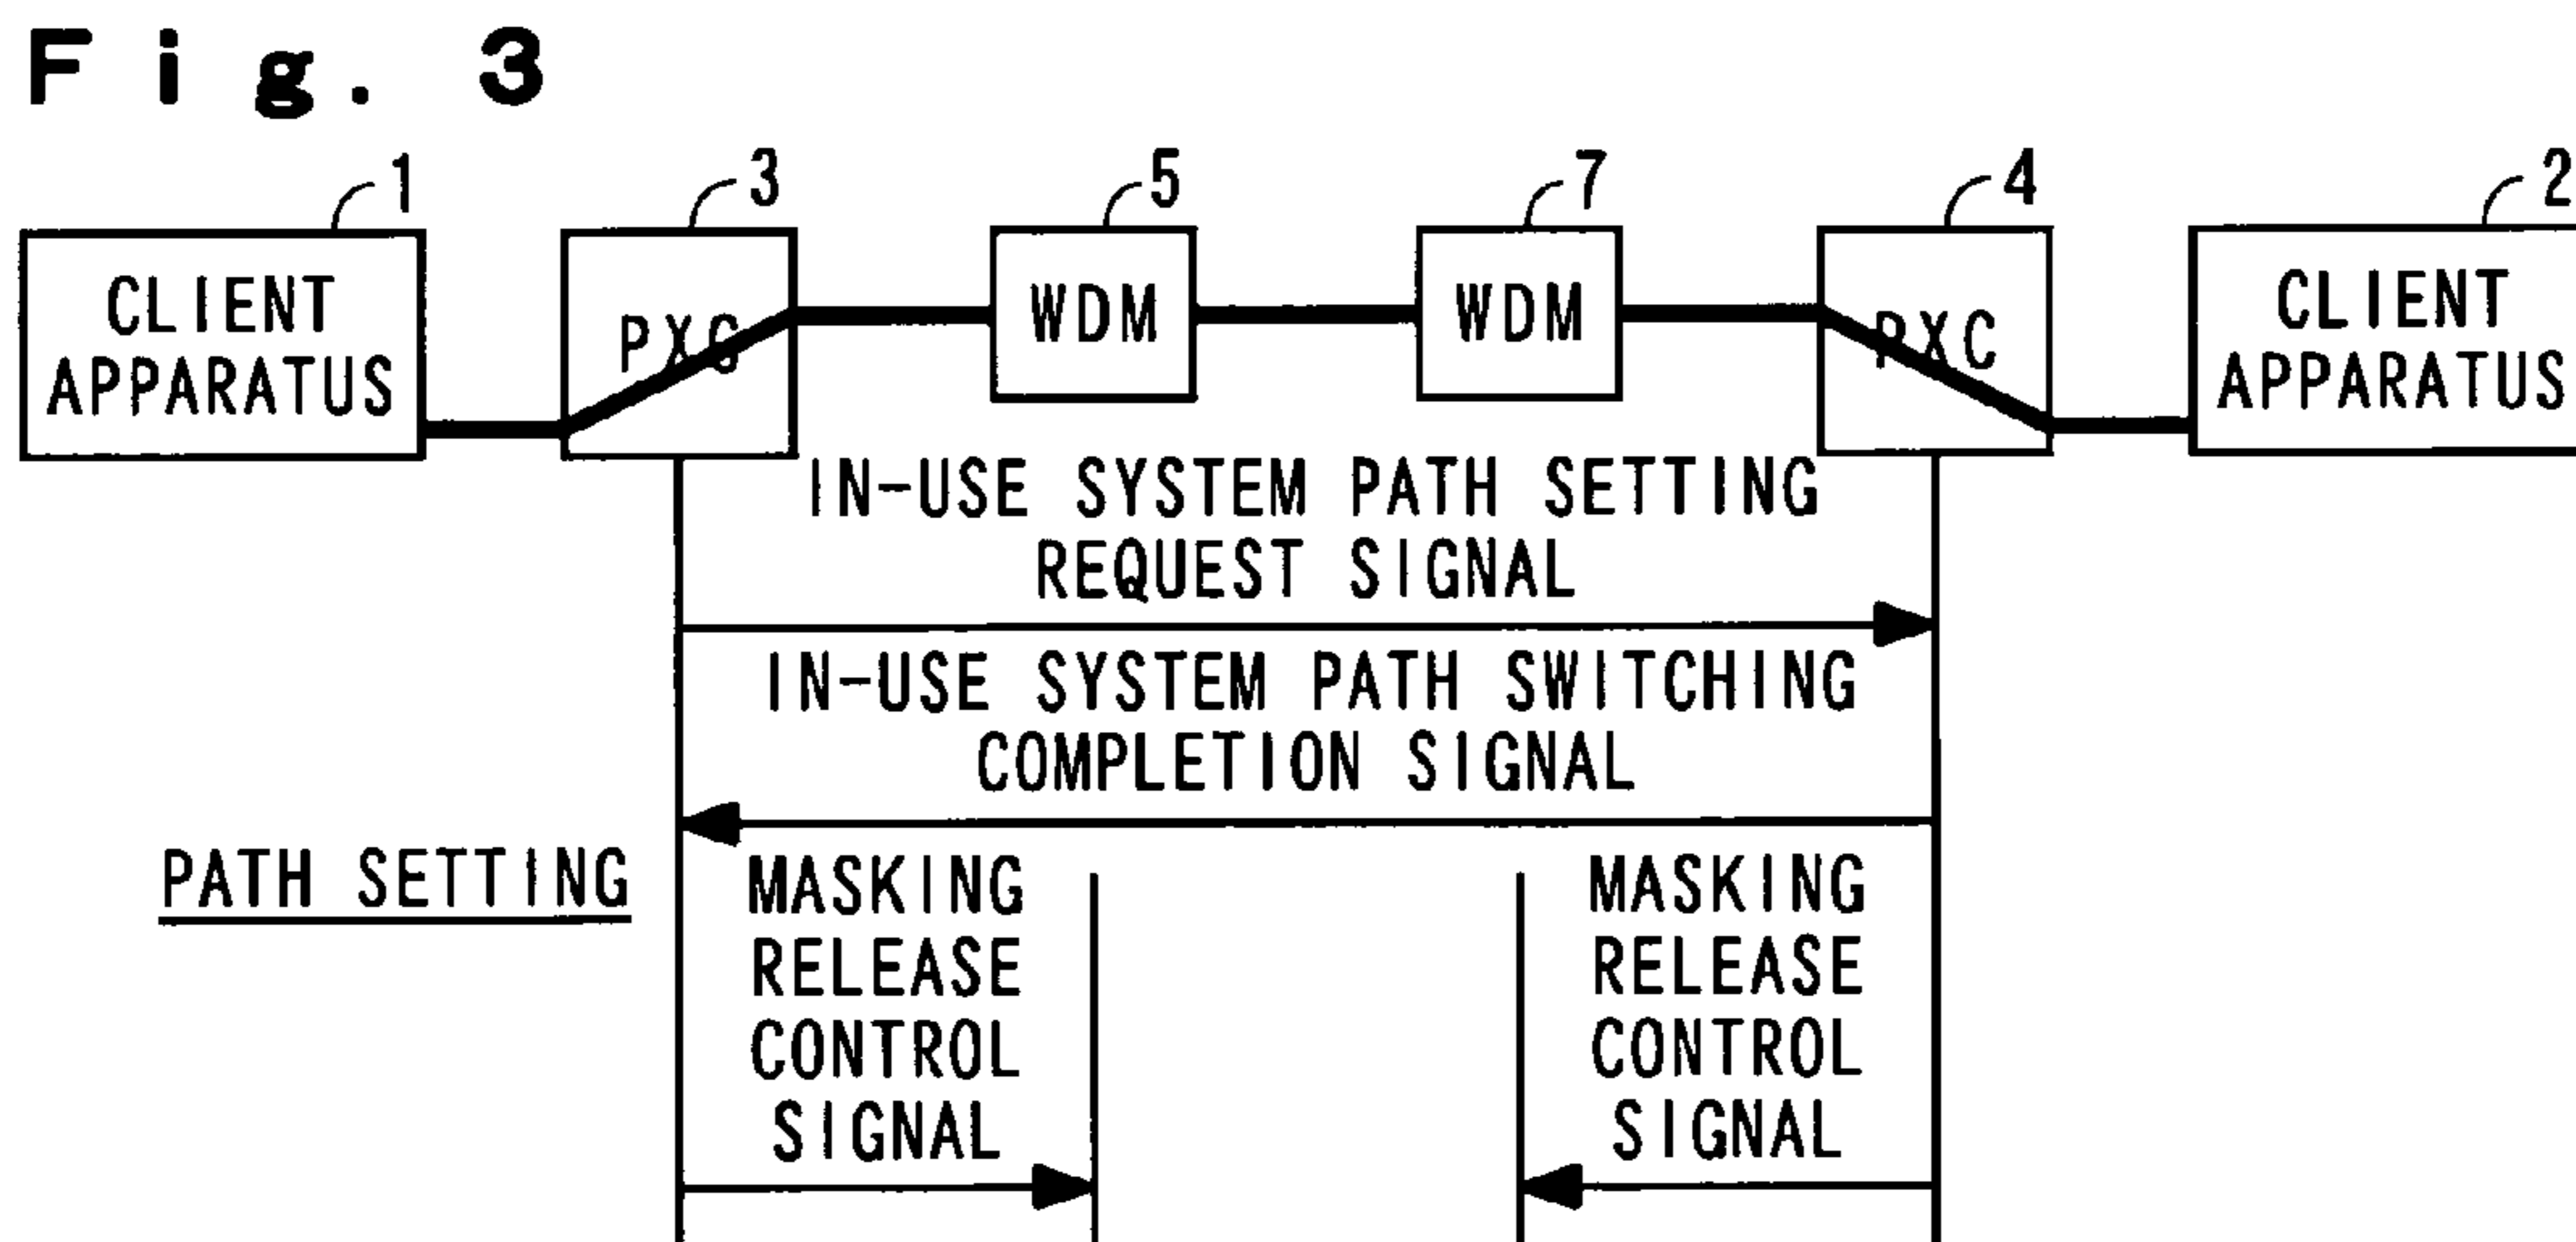 Fig. 3
1 3 5 7 4 2
CLIENT
APPARATUS
PXC
WDM
WDM
PXC
CLIENT
APPARATUS
IN-USE SYSTEM PATH SETTING
REQUEST SIGNAL
IN-USE SYSTEM PATH SWITCHING
COMPLETION SIGNAL
PATH SETTING
MASKING
RELEASE
CONTROL
SIGNAL
MASKING
RELEASE
CONTROL
SIGNAL